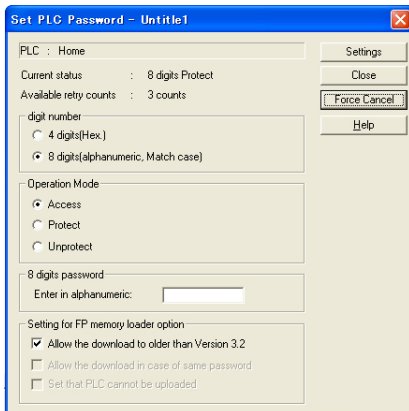 Set PLC Password - Untitle1
PLC : Home
Settings
Current status : 8 digits Protect
Close
Available retry counts : 3 counts
Force Cancel
digit number
Help
4 digits(Hex.)
8 digits(alphanumeric, Match case)
Operation Mode
Access
Protect
Unprotect
8 digits password
Enter in alphanumeric:
Setting for FP memory loader option
Allow the download to older than Version 3.2
Allow the download in case of same password
Set that PLC cannot be uploaded